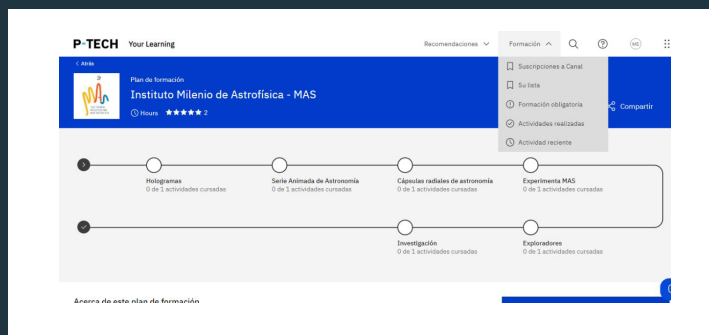 P-TECH Your Learning
Recomendaciones
Formación
< Atrás
Plan de formación
Instituto Milenio de Astrofísica - MAS
Hours ★★★★★ 2
Suscripciones a Canal
Su lista
Formación obligatoria
Actividades realizadas
Actividad reciente
Compartir
Hologramas
0 de 1 actividades cursadas
Serie Animada de Astronomía
0 de 1 actividades cursadas
Cápsulas radiales de astronomía
0 de 1 actividades cursadas
Experimenta MAS
0 de 1 actividades cursadas
Investigación
0 de 1 actividades cursadas
Exploradores
0 de 1 actividades cursadas
Acerca de este plan de formación